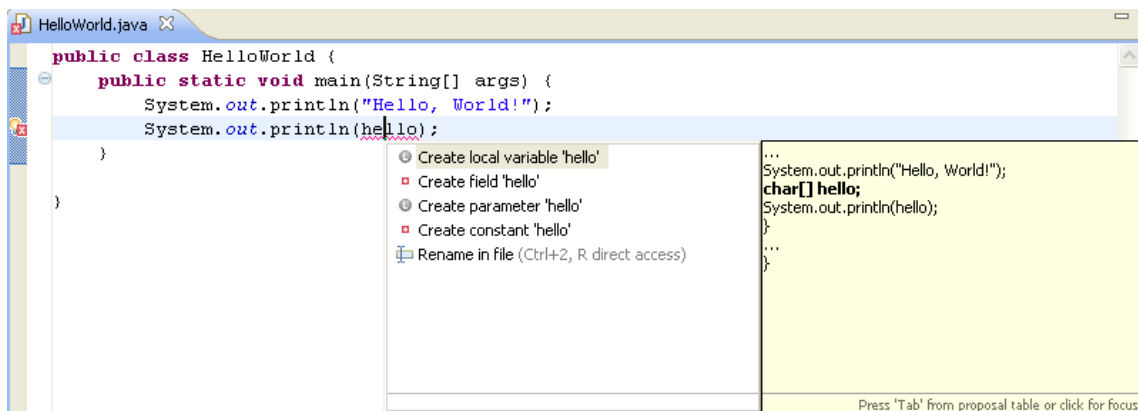 HelloWorld.java
public class HelloWorld {
public static void main(String[] args) {
System.out.println("Hello, World!");
System.out.println(hello);
}
}
Create local variable 'hello'
Create field 'hello'
Create parameter 'hello'
Create constant 'hello'
Rename in file (Ctrl+2, R direct access)
...
System.out.println("Hello, World!");
char[] hello;
System.out.println(hello);
}
...
}
Press 'Tab' from proposal table or click for focus